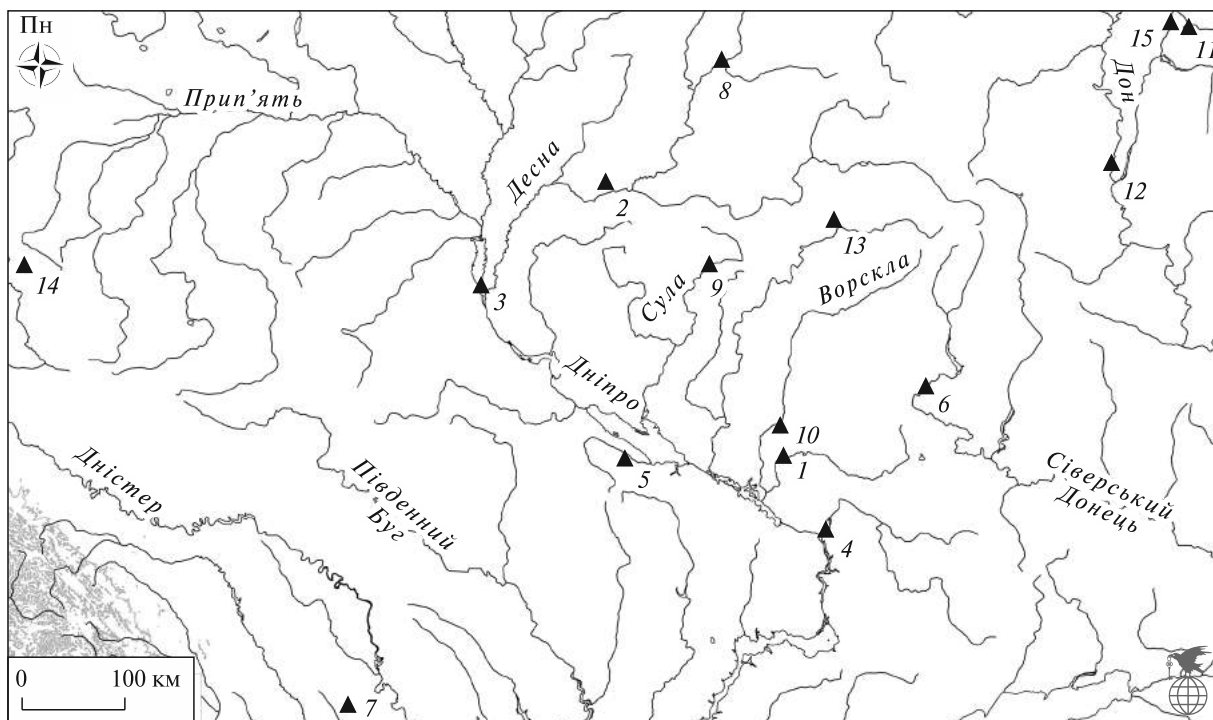 Пн
15
11
Дон
8
Прип’ять
Десна
12
2
13
14
3
Сула
9
Ворскла
Дніпро
6
10
1
5
Дністер
Південний
Буг
Сіверський
Донець
4
0 100 км
7